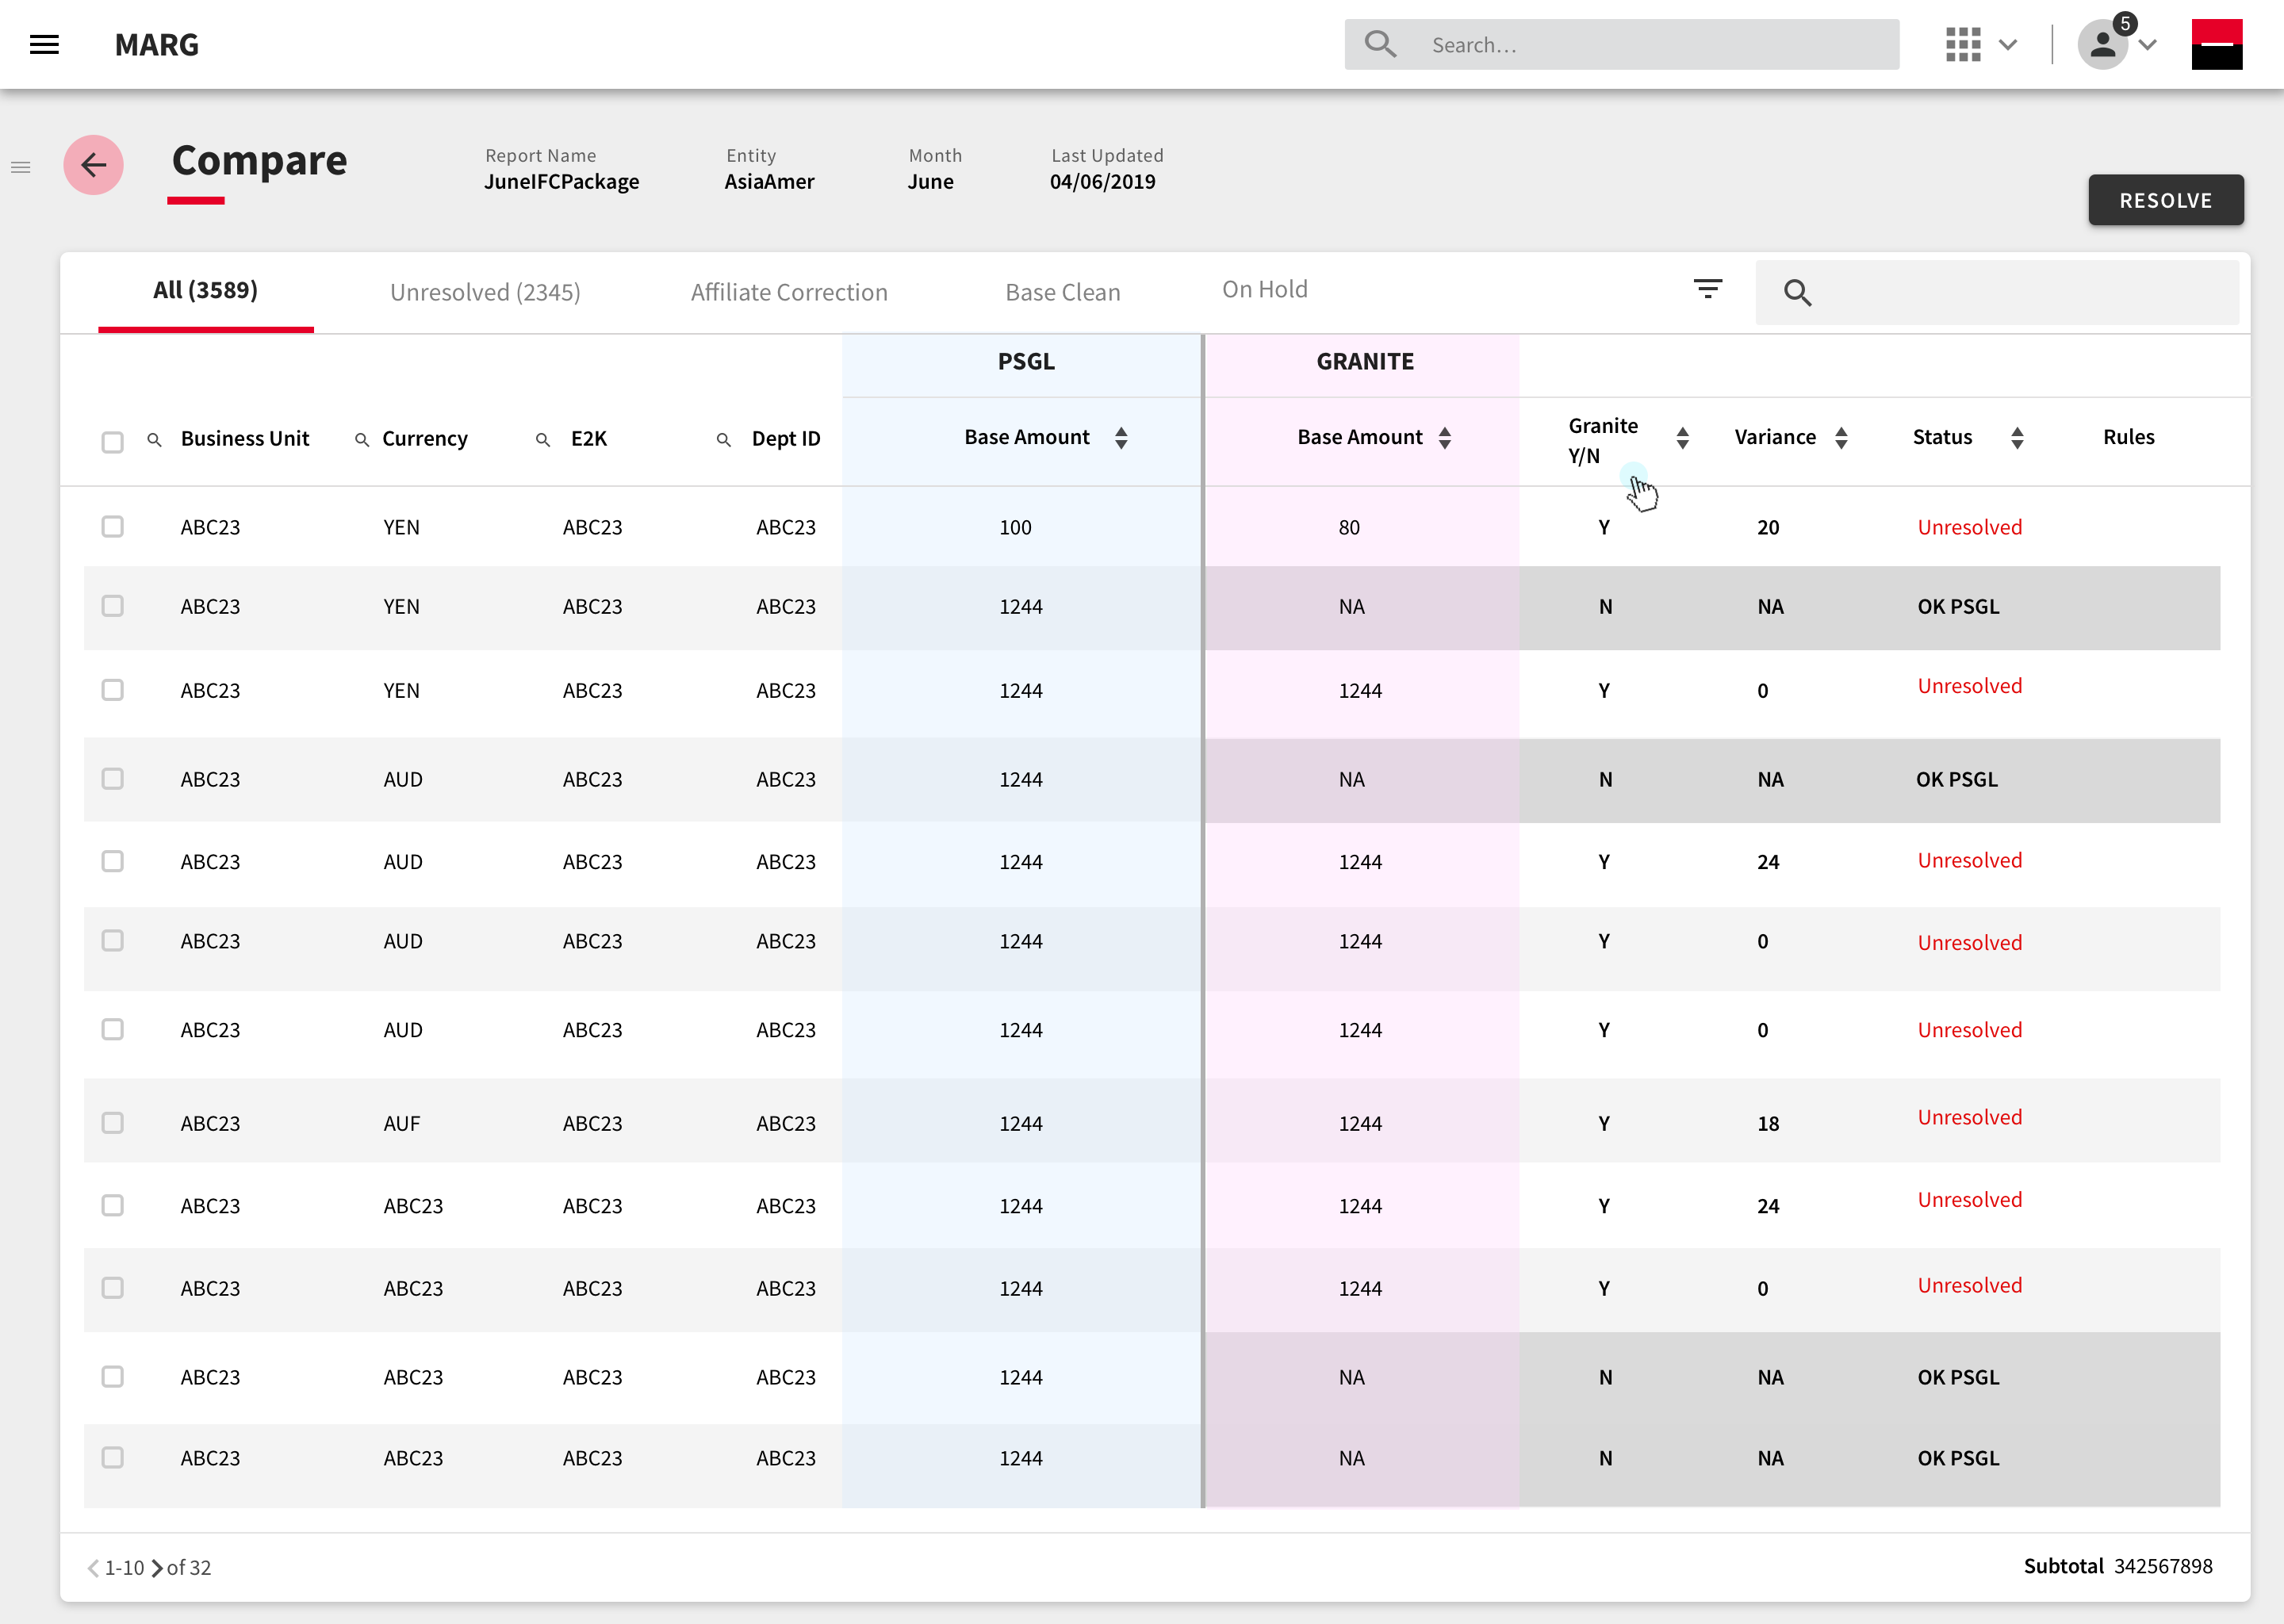 MARG
Search...
5
Compare
Report Name
JuneIFCPackage
Entity
AsiaAmer
Month
June
Last Updated
04/06/2019
RESOLVE
All (3589) Unresolved (2345) Affiliate Correction Base Clean On Hold
PSGL GRANITE
Business Unit Currency E2K Dept ID Base Amount Base Amount Granite Y/N Variance Status Rules
ABC23 YEN ABC23 ABC23 100 80 Y 20 Unresolved
ABC23 YEN ABC23 ABC23 1244 NA N NA OK PSGL
ABC23 YEN ABC23 ABC23 1244 1244 Y 0 Unresolved
ABC23 AUD ABC23 ABC23 1244 NA N NA OK PSGL
ABC23 AUD ABC23 ABC23 1244 1244 Y 24 Unresolved
ABC23 AUD ABC23 ABC23 1244 1244 Y 0 Unresolved
ABC23 AUD ABC23 ABC23 1244 1244 Y 0 Unresolved
ABC23 AUF ABC23 ABC23 1244 1244 Y 18 Unresolved
ABC23 ABC23 ABC23 ABC23 1244 1244 Y 24 Unresolved
ABC23 ABC23 ABC23 ABC23 1244 1244 Y 0 Unresolved
ABC23 ABC23 ABC23 ABC23 1244 NA N NA OK PSGL
ABC23 ABC23 ABC23 ABC23 1244 NA N NA OK PSGL
1-10 of 32
Subtotal 342567898